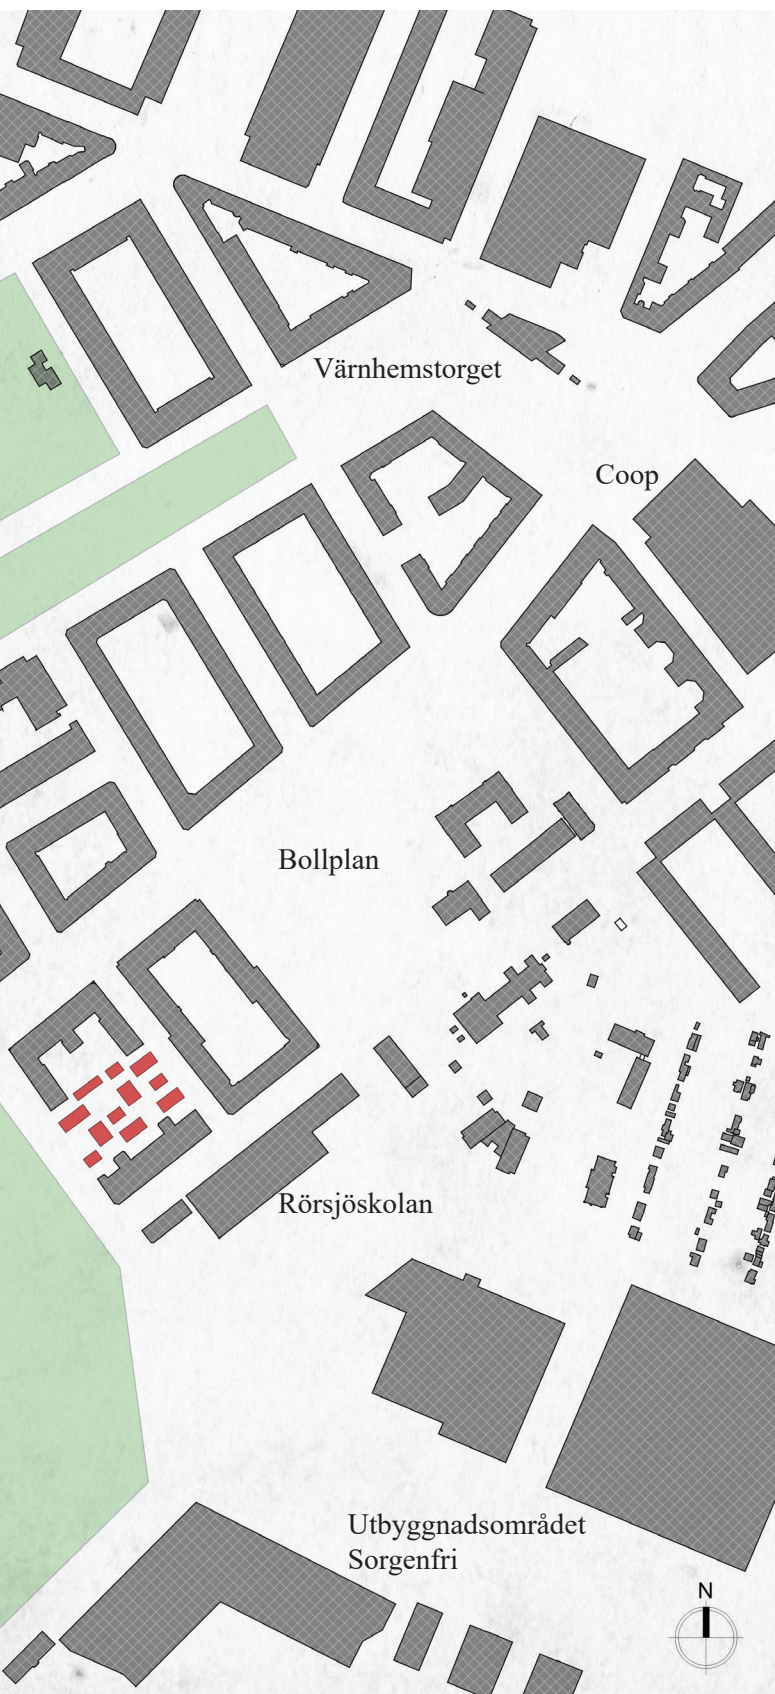 Värnhemstorget
Coop
Bollplan
Rörsjöskolan
Utbyggnadsområdet
Sorgenfri
N